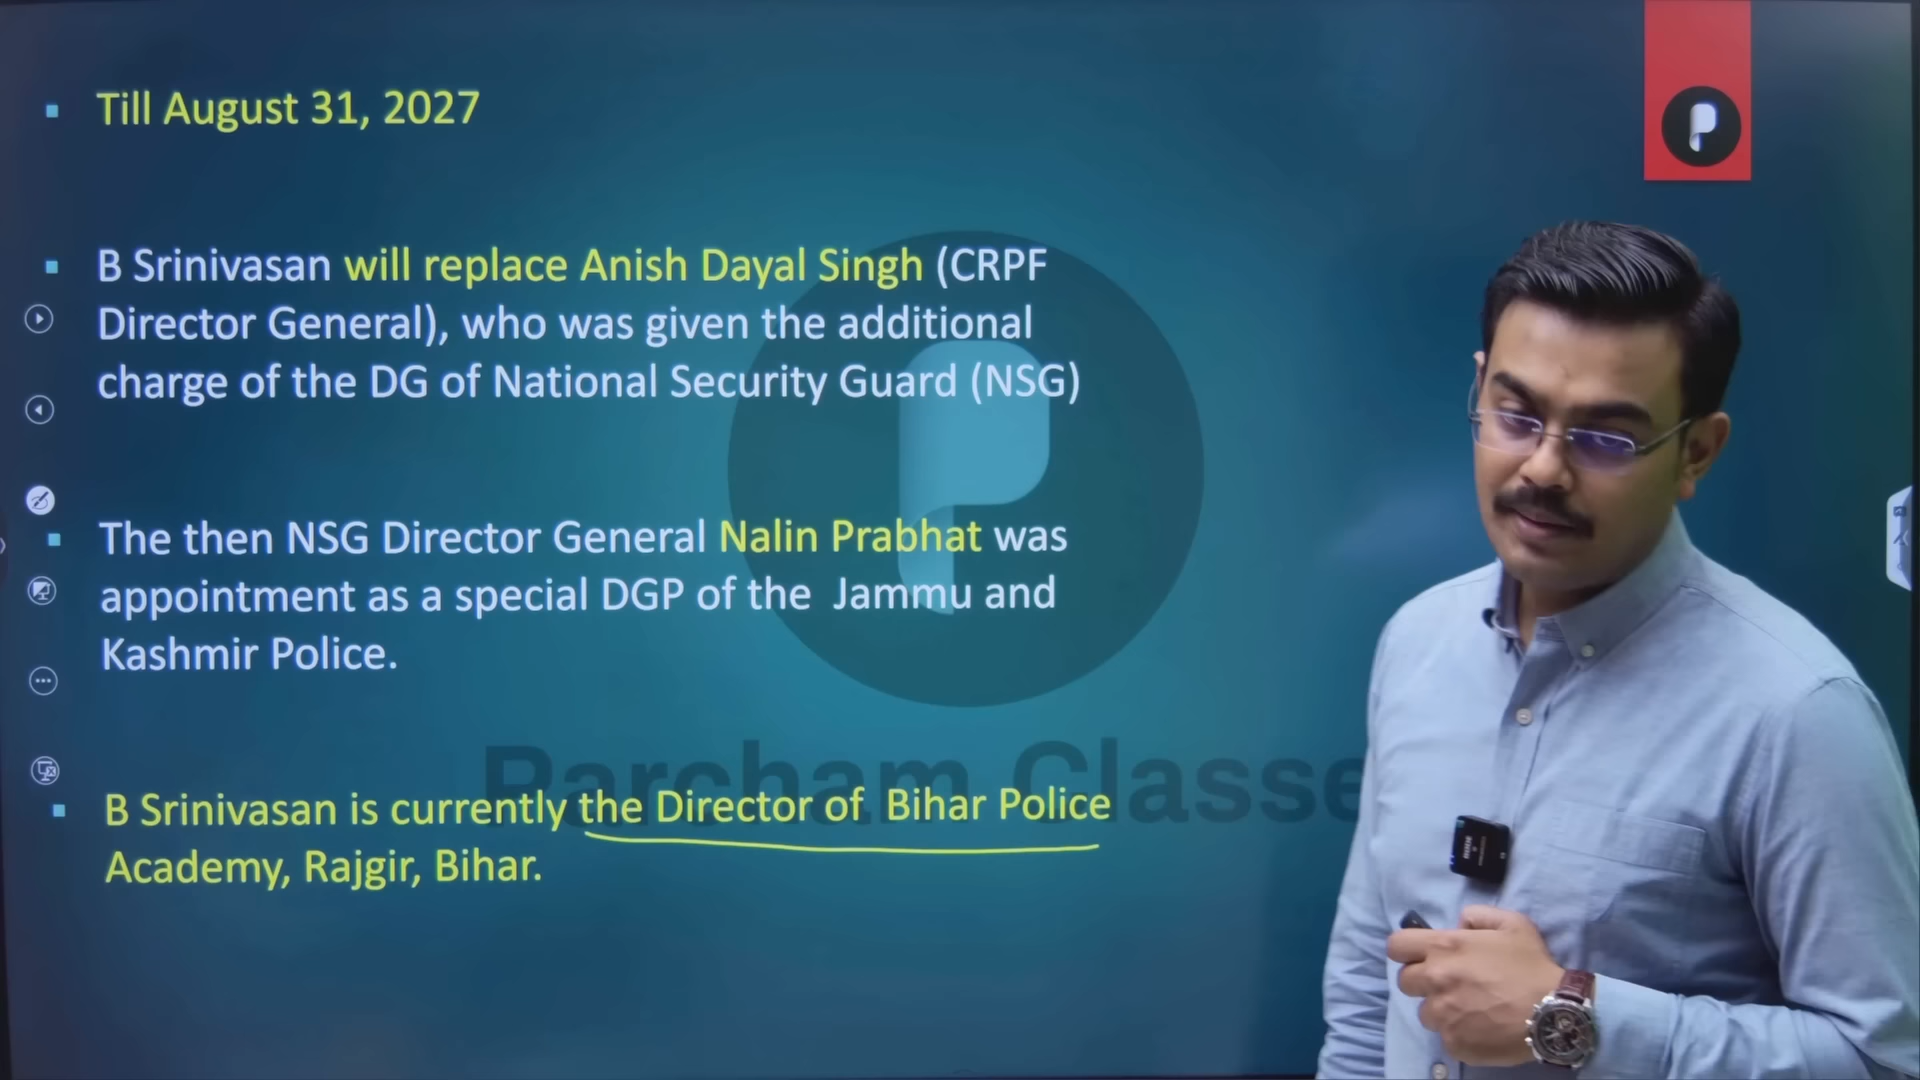 Till August 31, 2027
B Srinivasan will replace Anish Dayal Singh (CRPF
Director General), who was given the additional
charge of the DG of National Security Guard (NSG)
The then NSG Director General Nalin Prabhat was
appointment as a special DGP of the Jammu and
Kashmir Police.
B Srinivasan is currently the Director of Bihar Police
Academy, Rajgir, Bihar.
Parcham Classe